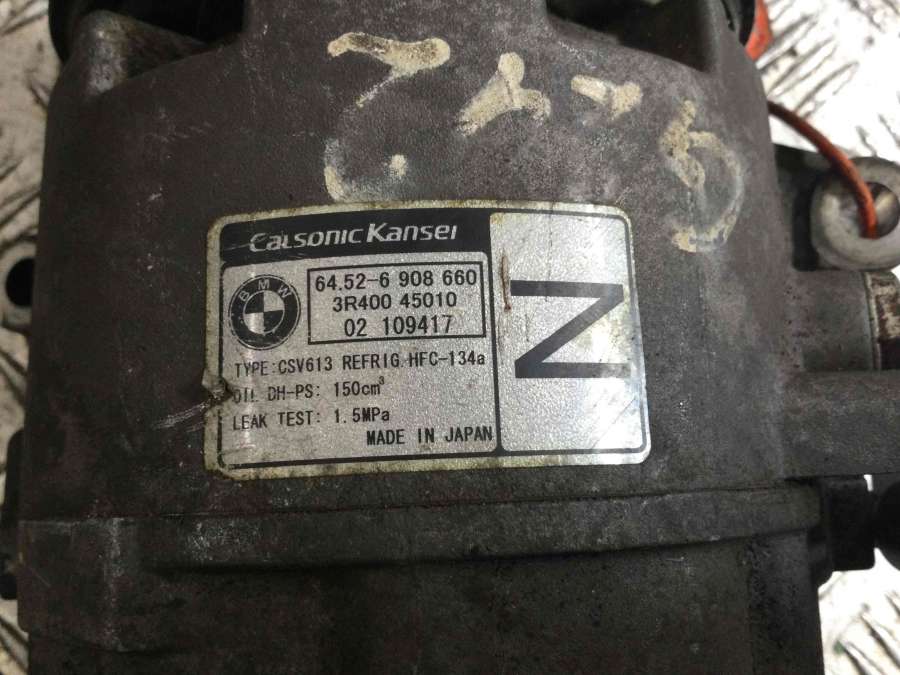 Calsonic Kansei
BMW
64.52-6 908 660
3R400 45010
02 109417
TYPE:CSV613 REFRIG.HFC-134a
OIL DH-PS: 150cm³
LEAK TEST: 1.5MPa
MADE IN JAPAN
Z